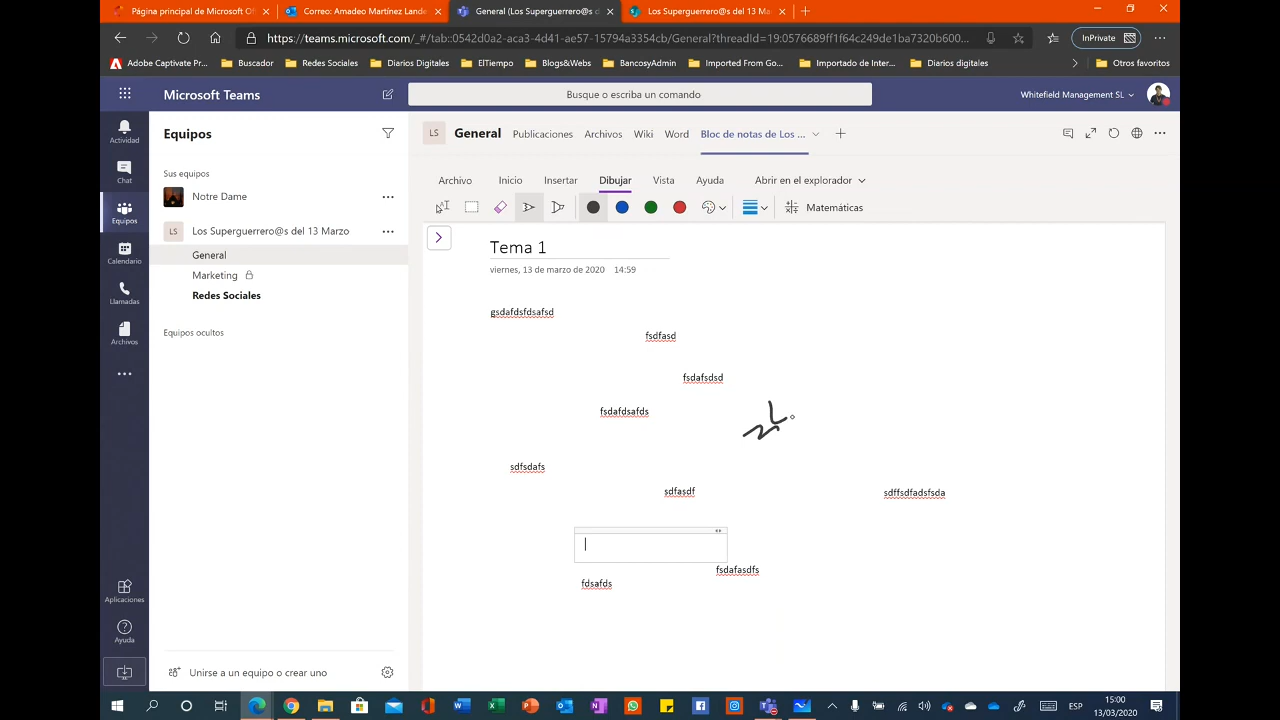 Página principal de Microsoft Of
Correo: Amadeo Martínez Lande
General (Los Superguerrero@s d
Los Superguerrero@s del 13 Mar
https://teams.microsoft.com/_#/tab::0542d0a2-aca3-4d41-ae57-15794a3354cb/General?threadId=19:0576689ff1f64c249de1ba7320b600...
InPrivate
Adobe Captivate Pr...
Buscador
Redes Sociales
Diarios Digitales
ElTiempo
Blogs&Webs
BancosyAdmin
Imported From Go...
Importado de Inter...
Diarios digitales
Otros favoritos
Microsoft Teams
Busque o escriba un comando
Whitefield Management SL
Actividad
Chat
Equipos
Calendario
Llamadas
Archivos
Aplicaciones
Ayuda
Equipos
Sus equipos
Notre Dame
LS Los Superguerrero@s del 13 Marzo
General
Marketing
Redes Sociales
Equipos ocultos
Unirse a un equipo o crear uno
LS General Publicaciones Archivos Wiki Word Bloc de notas de Los ...
Archivo Inicio Insertar Dibujar Vista Ayuda Abrir en el explorador
Matemáticas
Tema 1
viernes, 13 de marzo de 2020 14:59
gsdafdsfdsafsd
fsdfasd
fsdafsdsd
fsdafdsafds
sdfsdafs
sdfasdf
sdffsdfadsfsda
fsdafasdfs
fdsafds
ESP
15:00
13/03/2020